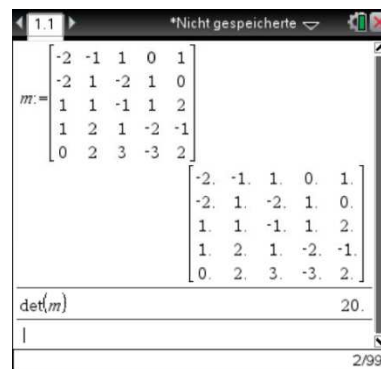 1.1 *Nicht gespeicherte
-2 -1 1 0 1
-2 1 -2 1 0
m:= 1 1 -1 1 2
1 2 1 -2 -1
0 2 3 -3 2
-2. -1. 1. 0. 1.
-2. 1. -2. 1. 0.
1. 1. -1. 1. 2.
1. 2. 1. -2. -1.
0. 2. 3. -3. 2.
det(m) 20.
2/99